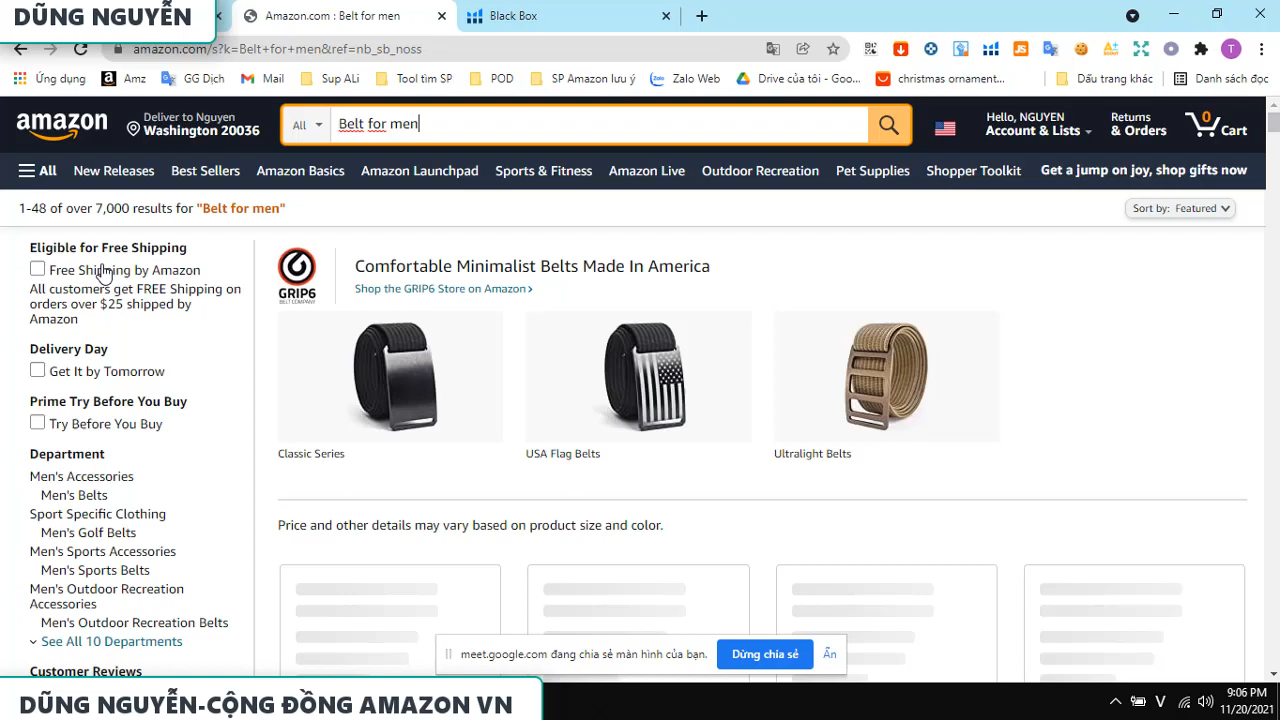 DŨNG NGUYỄN
Amazon.com : Belt for men
Black Box
amazon.com/s?k=Belt+for+men&ref=nb_sb_noss
T
Ứng dụng
Amz
GG Dịch
Mail
Sup ALi
Tool tìm SP
POD
SP Amazon lưu ý
Zalo Web
Drive của tôi - Goo...
christmas ornament...
Dấu trang khác
Danh sách đọc
amazon
Deliver to Nguyen
Washington 20036
All
Belt for men
Hello, NGUYEN
Account & Lists
Returns
& Orders
0
Cart
All
New Releases
Best Sellers
Amazon Basics
Amazon Launchpad
Sports & Fitness
Amazon Live
Outdoor Recreation
Pet Supplies
Shopper Toolkit
Get a jump on joy, shop gifts now
1-48 of over 7,000 results for "Belt for men"
Sort by: Featured
Eligible for Free Shipping
Free Shipping by Amazon
All customers get FREE Shipping on
orders over $25 shipped by
Amazon
Delivery Day
Get It by Tomorrow
Prime Try Before You Buy
Try Before You Buy
Department
Men's Accessories
Men's Belts
Sport Specific Clothing
Men's Golf Belts
Men's Sports Accessories
Men's Sports Belts
Men's Outdoor Recreation
Accessories
Men's Outdoor Recreation Belts
See All 10 Departments
Customer Reviews
GRIP6
BELT COMPANY
Comfortable Minimalist Belts Made In America
Shop the GRIP6 Store on Amazon ›
Classic Series
USA Flag Belts
Ultralight Belts
Price and other details may vary based on product size and color.
meet.google.com đang chia sẻ màn hình của bạn.
Dừng chia sẻ
Ẩn
DŨNG NGUYỄN-CỘNG ĐỒNG AMAZON VN
V
9:06 PM
11/20/2021